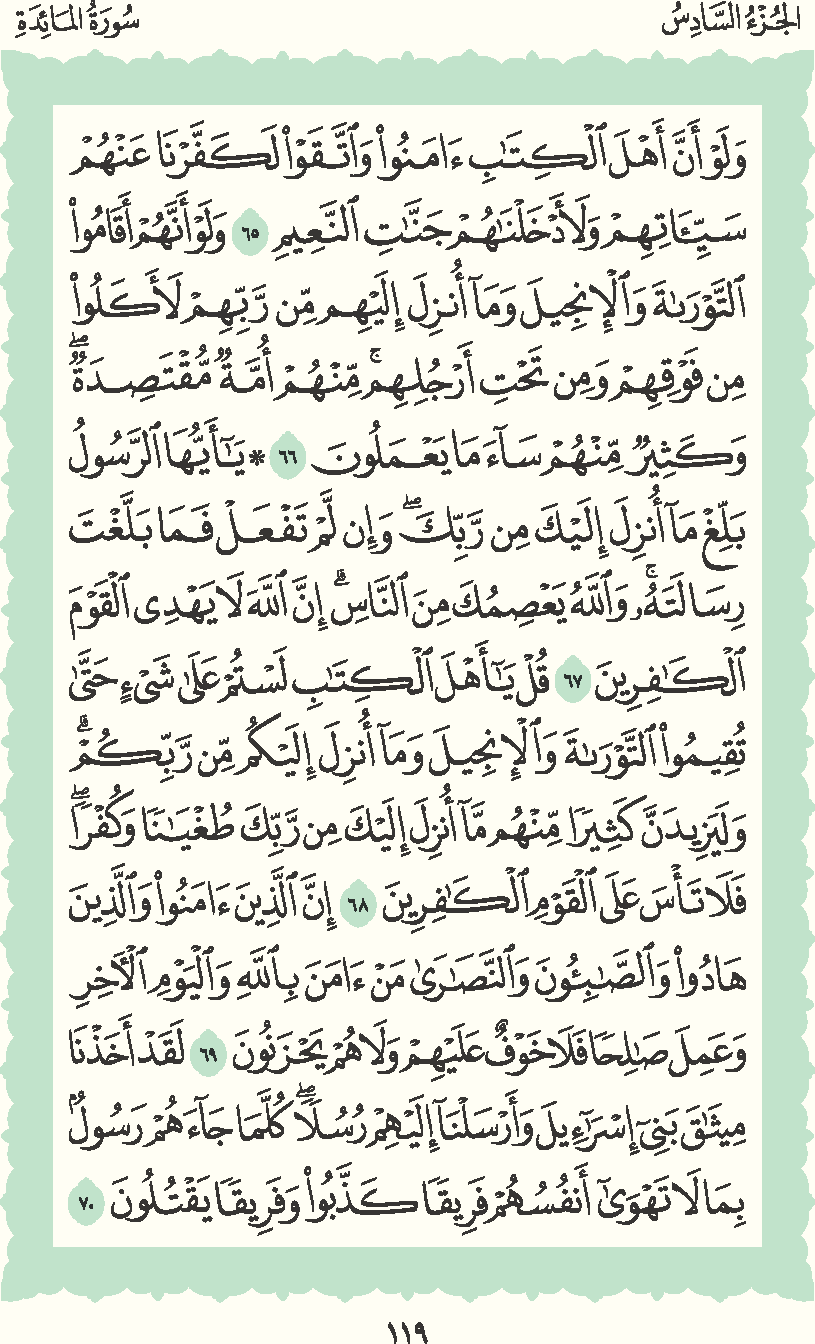 الجُزْءُ السَّادِسُ
سُورَةُ المَائِدَةِ
وَلَوْ أَنَّ أَهْلَ ٱلْكِتَٰبِ ءَامَنُوا۟ وَٱتَّقَوْا۟ لَكَفَّرْنَا عَنْهُمْ
سَيِّـَٔاتِهِمْ وَلَأَدْخَلْنَٰهُمْ جَنَّٰتِ ٱلنَّعِيمِ ٦٥ وَلَوْ أَنَّهُمْ أَقَامُوا۟
ٱلتَّوْرَىٰةَ وَٱلْإِنجِيلَ وَمَآ أُنزِلَ إِلَيْهِم مِّن رَّبِّهِمْ لَأَكَلُوا۟
مِن فَوْقِهِمْ وَمِن تَحْتِ أَرْجُلِهِم ۚ مِّنْهُمْ أُمَّةٌ مُّقْتَصِدَةٌ ۖ
وَكَثِيرٌ مِّنْهُمْ سَآءَ مَا يَعْمَلُونَ ٦٦ * يَٰٓأَيُّهَا ٱلرَّسُولُ
بَلِّغْ مَآ أُنزِلَ إِلَيْكَ مِن رَّبِّكَ ۖ وَإِن لَّمْ تَفْعَلْ فَمَا بَلَّغْتَ
رِسَالَتَهُۥ ۚ وَٱللَّهُ يَعْصِمُكَ مِنَ ٱلنَّاسِ ۗ إِنَّ ٱللَّهَ لَا يَهْدِى ٱلْقَوْمَ
ٱلْكَٰفِرِينَ ٦٧ قُلْ يَٰٓأَهْلَ ٱلْكِتَٰبِ لَسْتُمْ عَلَىٰ شَىْءٍ حَتَّىٰ
تُقِيمُوا۟ ٱلتَّوْرَىٰةَ وَٱلْإِنجِيلَ وَمَآ أُنزِلَ إِلَيْكُم مِّن رَّبِّكُمْ ۗ
وَلَيَزِيدَنَّ كَثِيرًا مِّنْهُم مَّآ أُنزِلَ إِلَيْكَ مِن رَّبِّكَ طُغْيَٰنًا وَكُفْرًا ۖ
فَلَا تَأْسَ عَلَى ٱلْقَوْمِ ٱلْكَٰفِرِينَ ٦٨ إِنَّ ٱلَّذِينَ ءَامَنُوا۟ وَٱلَّذِينَ
هَادُوا۟ وَٱلصَّٰبِـُٔونَ وَٱلنَّصَٰرَىٰ مَنْ ءَامَنَ بِٱللَّهِ وَٱلْيَوْمِ ٱلْـَٔاخِرِ
وَعَمِلَ صَٰلِحًا فَلَا خَوْفٌ عَلَيْهِمْ وَلَا هُمْ يَحْزَنُونَ ٦٩ لَقَدْ أَخَذْنَا
مِيثَٰقَ بَنِىٓ إِسْرَٰٓءِيلَ وَأَرْسَلْنَآ إِلَيْهِمْ رُسُلًا ۖ كُلَّمَا جَآءَهُمْ رَسُولٌۢ
بِمَا لَا تَهْوَىٰٓ أَنفُسُهُمْ فَرِيقًا كَذَّبُوا۟ وَفَرِيقًا يَقْتُلُونَ ٧٠
١١٩